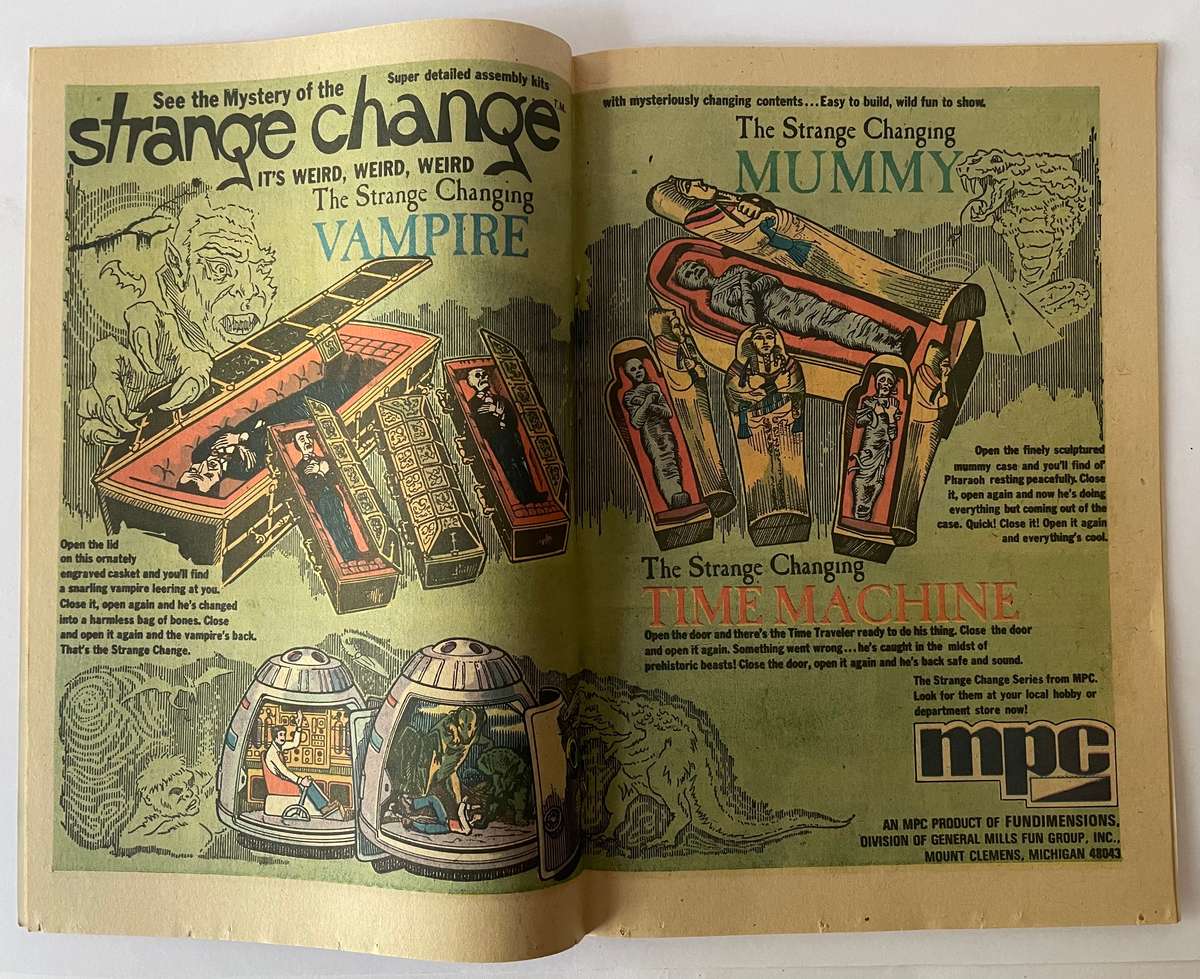 See the Mystery of the
Super detailed assembly kits
strange change™
IT'S WEIRD, WEIRD, WEIRD
The Strange Changing
VAMPIRE
Open the lid
on this ornately
engraved casket and you'll find
a snarling vampire leering at you.
Close it, open again and he's changed
into a harmless bag of bones. Close
and open it again and the vampire's back.
That's the Strange Change.
with mysteriously changing contents...Easy to build, wild fun to show.
The Strange Changing
MUMMY
Open the finely sculptured
mummy case and you'll find ol'
Pharaoh resting peacefully. Close
it, open again and now he's doing
everything but coming out of the
case. Quick! Close it! Open it again
and everything's cool.
The Strange Changing
TIME MACHINE
Open the door and there's the Time Traveler ready to do his thing. Close the door
and open it again. Something went wrong...he's caught in the midst of
prehistoric beasts! Close the door, open it again and he's back safe and sound.
The Strange Change Series from MPC.
Look for them at your local hobby or
department store now!
mpc
AN MPC PRODUCT OF FUNDIMENSIONS,
DIVISION OF GENERAL MILLS FUN GROUP, INC.,
MOUNT CLEMENS, MICHIGAN 48043